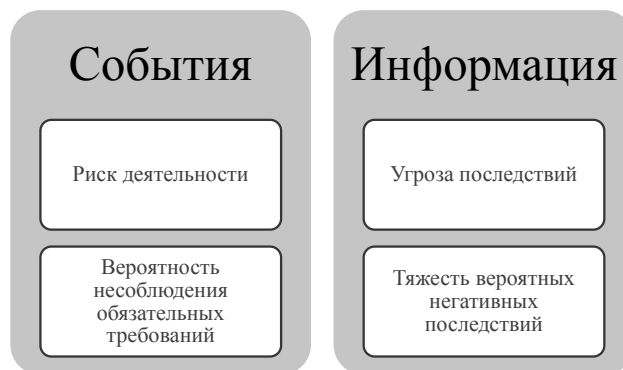 События
Риск деятельности
Вероятность
несоблюдения
обязательных
требований
Информация
Угроза последствий
Тяжесть вероятных
негативных
последствий